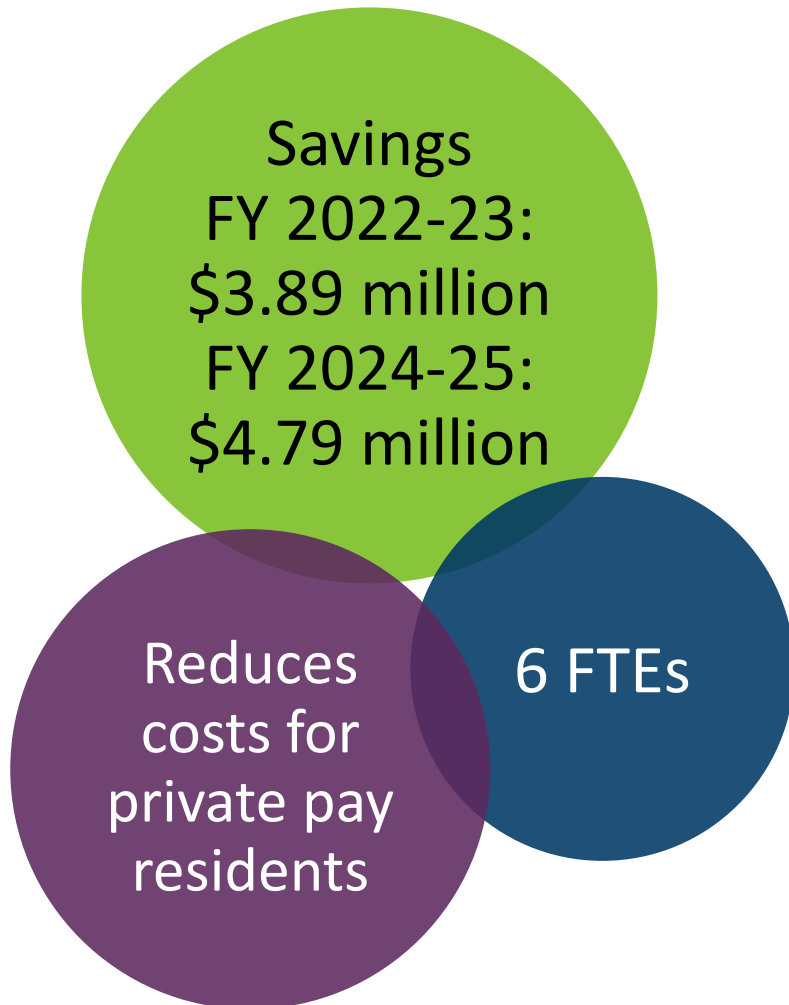 Savings
FY 2022-23:
$3.89 million
FY 2024-25:
$4.79 million
6 FTEs
Reduces
costs for
private pay
residents